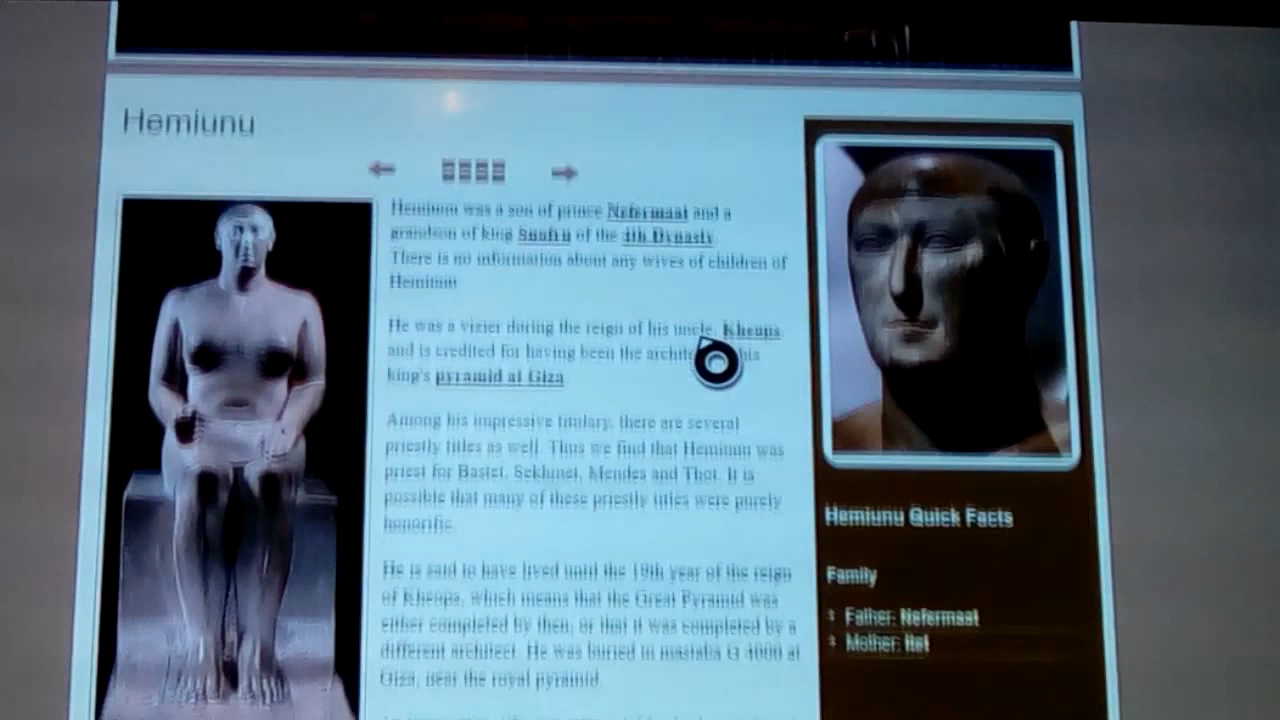 Hemiunu
Hemiunu was a son of prince Nefermaat and a
grandson of king Snofru of the 4th Dynasty.
There is no information about any wives of children of
Hemiunu
He was a vizier during the reign of his uncle, Kheops
and is credited for having been the archite his
king's pyramid at Giza
Among his impressive titulary, there are several
priestly titles as well. Thus we find that Hemiunu was
priest for Bastet, Sekhmet, Mendes and Thot. It is
possible that many of these priestly titles were purely
honorific.
He is said to have lived until the 19th year of the reign
of Kheops, which means that the Great Pyramid was
either completed by then, or that it was completed by a
different architect. He was buried in mastaba G 4000 at
Giza, near the royal pyramid.
Hemiunu Quick Facts
Family
Father: Nefermaat
Mother: Itet